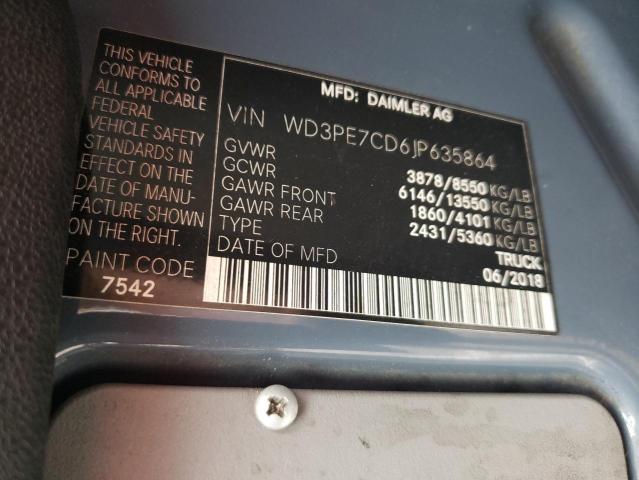 THIS VEHICLE
CONFORMS TO
ALL APPLICABLE
FEDERAL
VEHICLE SAFETY
STANDARDS IN
EFFECT ON THE
DATE OF MANU-
FACTURE SHOWN
ON THE RIGHT.
PAINT CODE
7542
MFD: DAIMLER AG
VIN WD3PE7CD6JP635864
GVWR 3878/8550 KG/LB
GCWR 6146/13550 KG/LB
GAWR FRONT 1860/4101 KG/LB
GAWR REAR 2431/5360 KG/LB
TYPE TRUCK
DATE OF MFD 06/2018